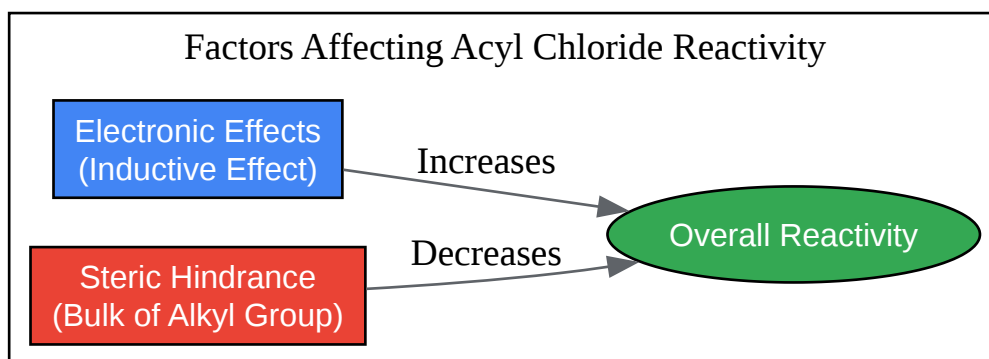 Factors Affecting Acyl Chloride Reactivity
Electronic Effects
(Inductive Effect)
Increases
Overall Reactivity
Decreases
Steric Hindrance
(Bulk of Alkyl Group)